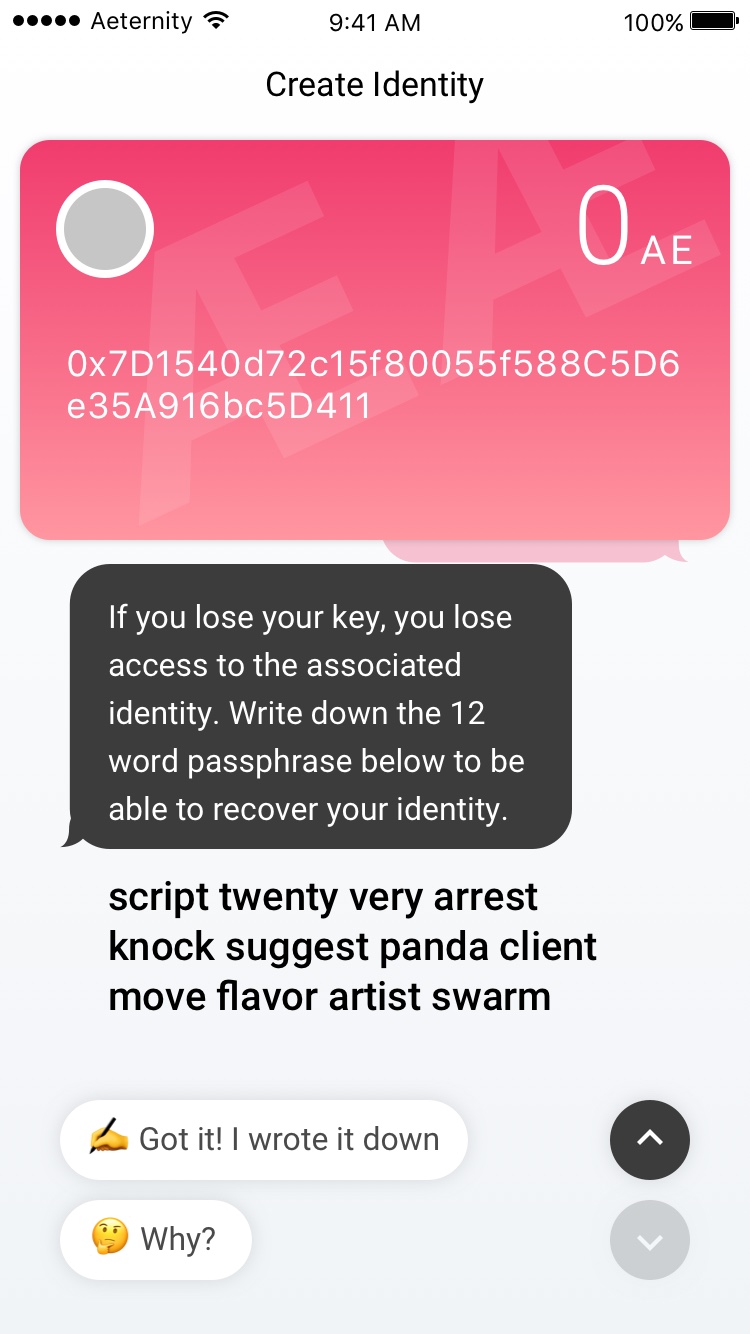 Aeternity 9:41 AM 100%
Create Identity
Æ Æ
0 AE
0x7D1540d72c15f80055f588C5D6
e35A916bc5D411
If you lose your key, you lose
access to the associated
identity. Write down the 12
word passphrase below to be
able to recover your identity.
script twenty very arrest
knock suggest panda client
move flavor artist swarm
✍️ Got it! I wrote it down
🤔 Why?